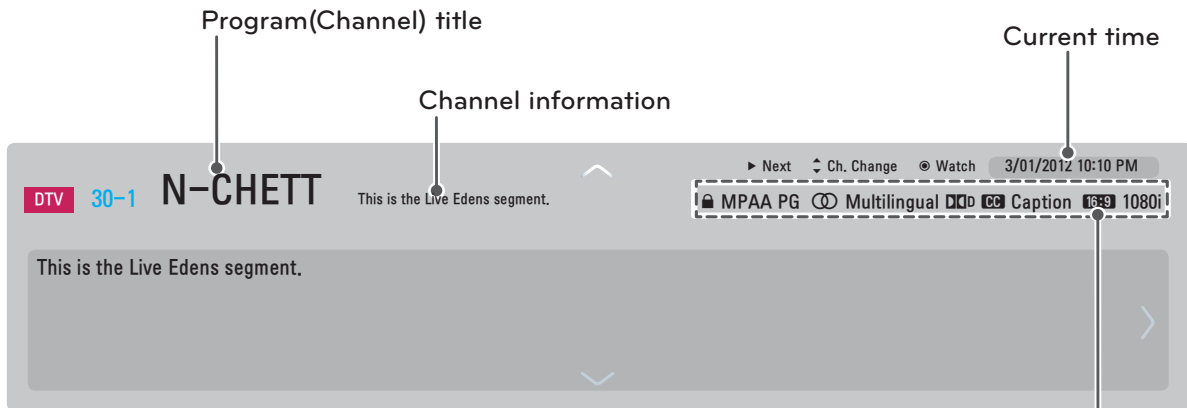 Program(Channel) title
Current time
Channel information
► Next Ch. Change ◉ Watch 3/01/2012 10:10 PM
DTV 30-1 N-CHETT This is the Live Edens segment.
MPAA PG Multilingual D CC Caption 16:9 1080i
This is the Live Edens segment.